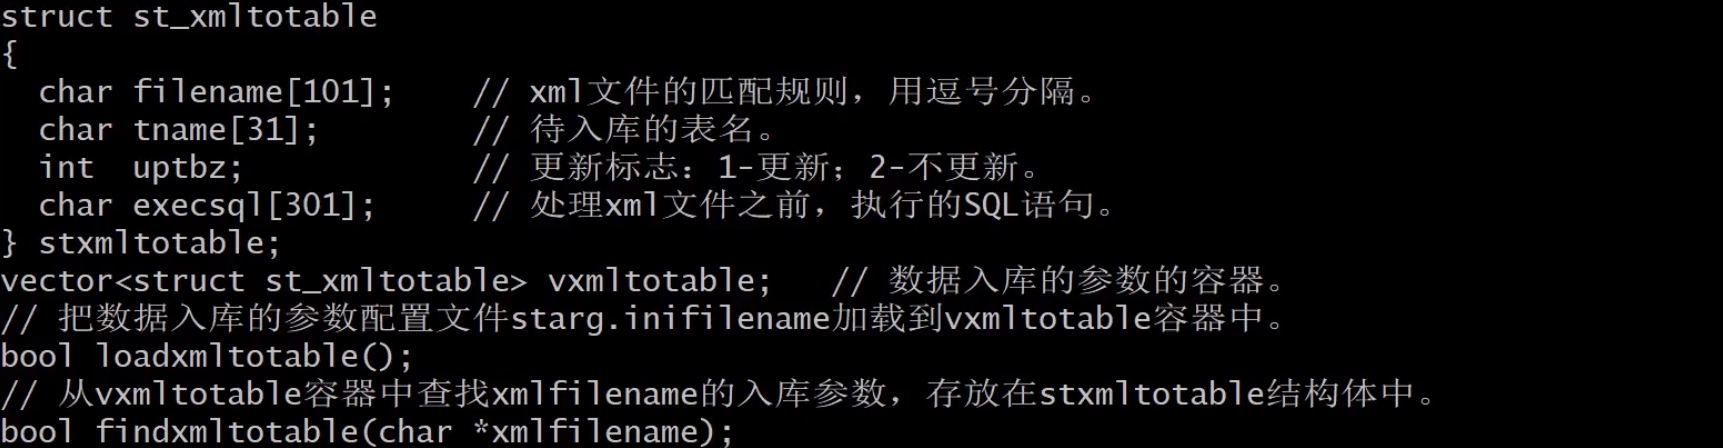 struct st_xmltotable
{
  char filename[101];    // xml文件的匹配规则，用逗号分隔。
  char tname[31];        // 待入库的表名。
  int  uptbz;            // 更新标志：1-更新；2-不更新。
  char execsql[301];     // 处理xml文件之前，执行的SQL语句。
} stxmltotable;
vector<struct st_xmltotable> vxmltotable;   // 数据入库的参数的容器。
// 把数据入库的参数配置文件starg.inifilename加载到vxmltotable容器中。
bool loadxmltotable();
// 从vxmltotable容器中查找xmlfilename的入库参数，存放在stxmltotable结构体中。
bool findxmltotable(char *xmlfilename);